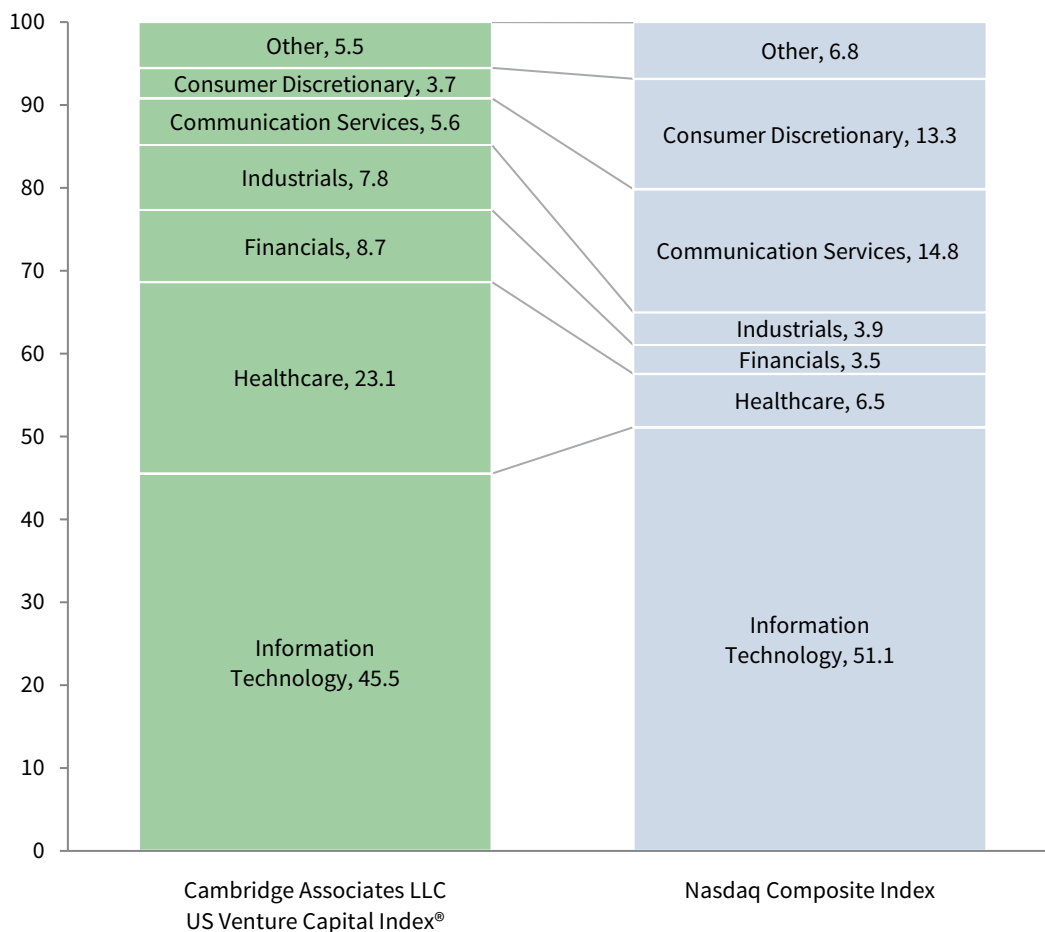 100
90
80
70
60
50
40
30
20
10
0
Other, 5.5
Consumer Discretionary, 3.7
Communication Services, 5.6
Industrials, 7.8
Financials, 8.7
Healthcare, 23.1
Information
Technology, 45.5
Other, 6.8
Consumer Discretionary, 13.3
Communication Services, 14.8
Industrials, 3.9
Financials, 3.5
Healthcare, 6.5
Information
Technology, 51.1
Cambridge Associates LLC
US Venture Capital Index®
Nasdaq Composite Index